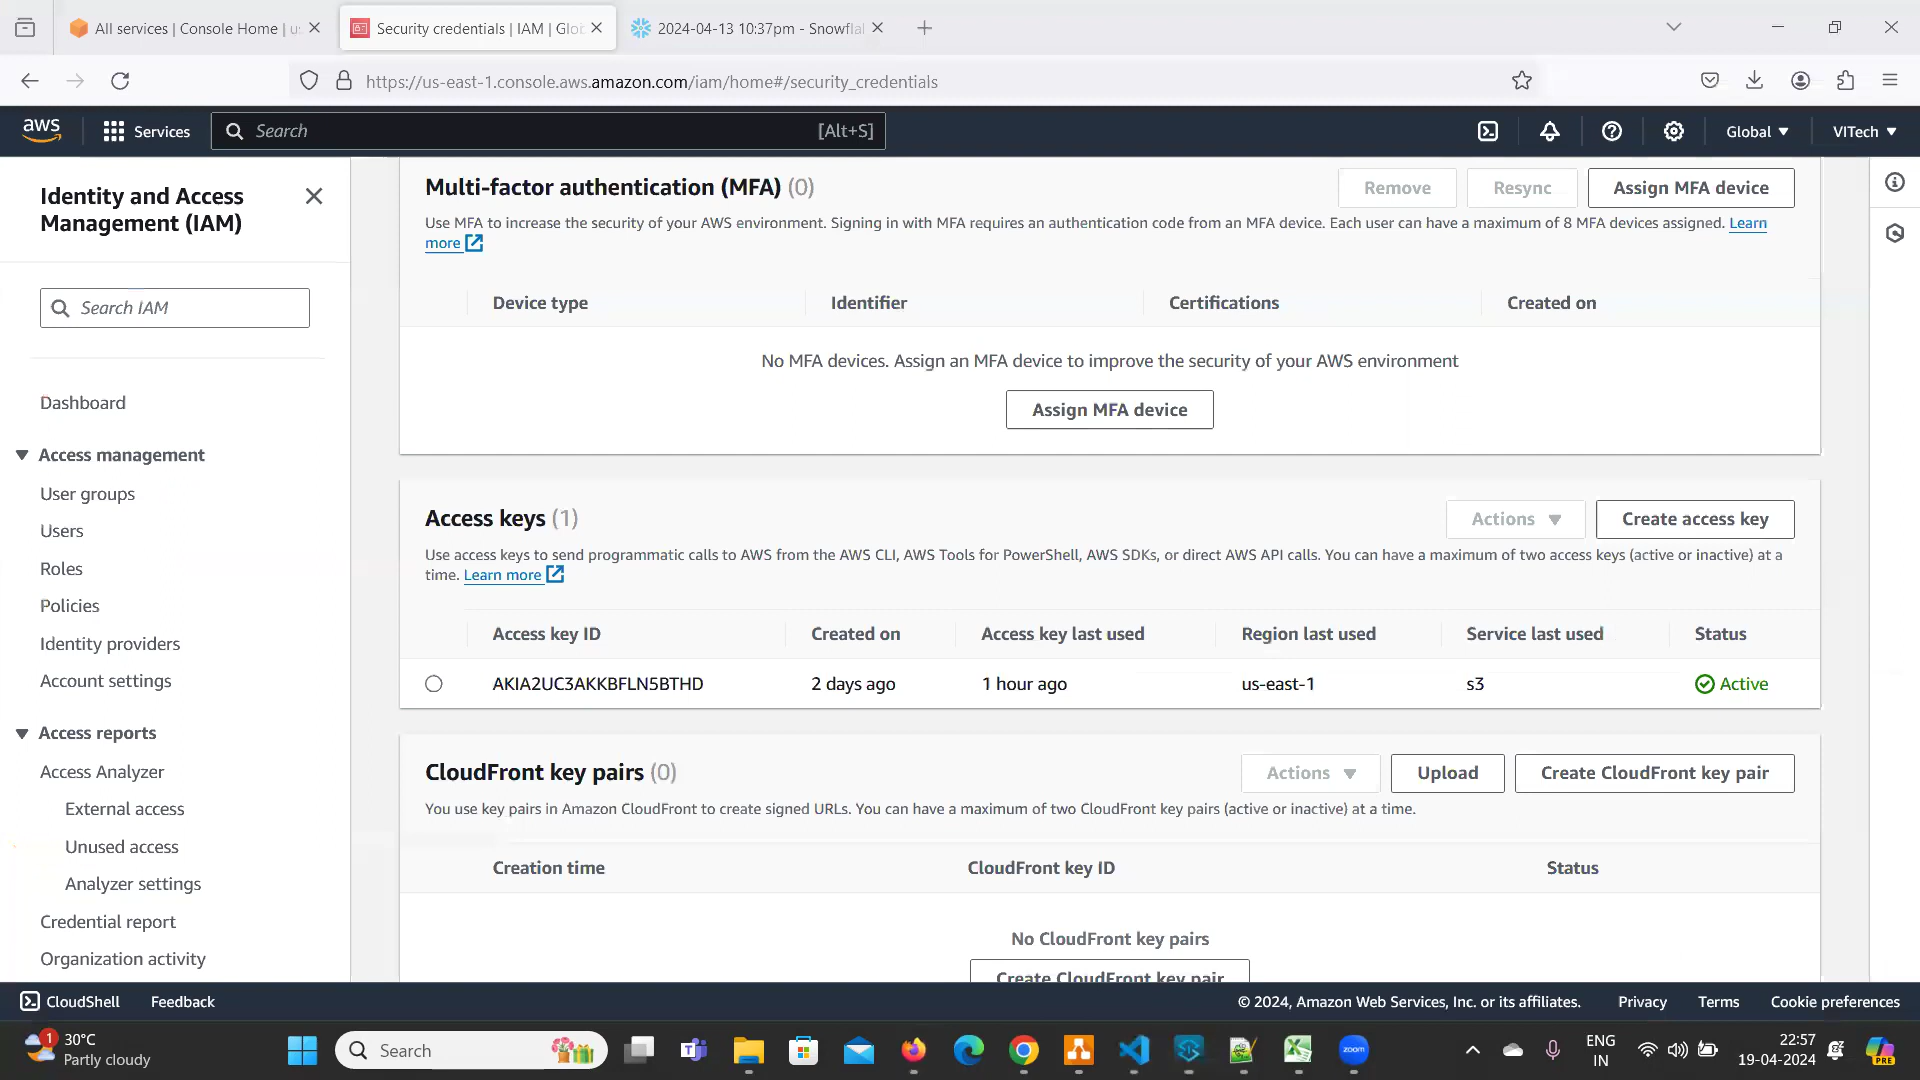 All services | Console Home | us
Security credentials | IAM | Glob
2024-04-13 10:37pm - Snowflak
https://us-east-1.console.aws.amazon.com/iam/home#/security_credentials
aws
Services
Search
[Alt+S]
Global
VITech
Identity and Access
Management (IAM)
Search IAM
Dashboard
Access management
User groups
Users
Roles
Policies
Identity providers
Account settings
Access reports
Access Analyzer
External access
Unused access
Analyzer settings
Credential report
Organization activity
Multi-factor authentication (MFA) (0)
Remove
Resync
Assign MFA device
Use MFA to increase the security of your AWS environment. Signing in with MFA requires an authentication code from an MFA device. Each user can have a maximum of 8 MFA devices assigned. Learn
more
Device type
Identifier
Certifications
Created on
No MFA devices. Assign an MFA device to improve the security of your AWS environment
Assign MFA device
Access keys (1)
Actions
Create access key
Use access keys to send programmatic calls to AWS from the AWS CLI, AWS Tools for PowerShell, AWS SDKs, or direct AWS API calls. You can have a maximum of two access keys (active or inactive) at a
time. Learn more
Access key ID
Created on
Access key last used
Region last used
Service last used
Status
AKIA2UC3AKKBFLN5BTHD
2 days ago
1 hour ago
us-east-1
s3
Active
CloudFront key pairs (0)
Actions
Upload
Create CloudFront key pair
You use key pairs in Amazon CloudFront to create signed URLs. You can have a maximum of two CloudFront key pairs (active or inactive) at a time.
Creation time
CloudFront key ID
Status
No CloudFront key pairs
Create CloudFront key pair
CloudShell
Feedback
© 2024, Amazon Web Services, Inc. or its affiliates.
Privacy
Terms
Cookie preferences
1
30°C
Partly cloudy
Search
zoom
ENG
IN
22:57
19-04-2024
PRE